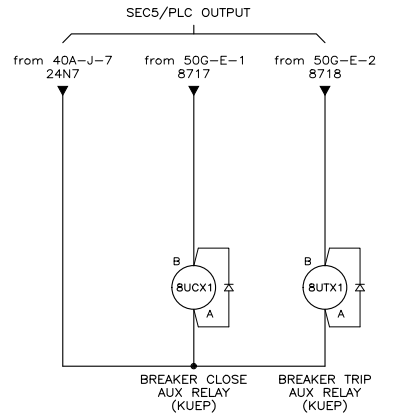 SEC5/PLC OUTPUT
from 40A-J-7
24N7
from 50G-E-1
8717
from 50G-E-2
8718
B
8UCX1
A
B
8UTX1
A
BREAKER CLOSE
AUX RELAY
(KUEP)
BREAKER TRIP
AUX RELAY
(KUEP)